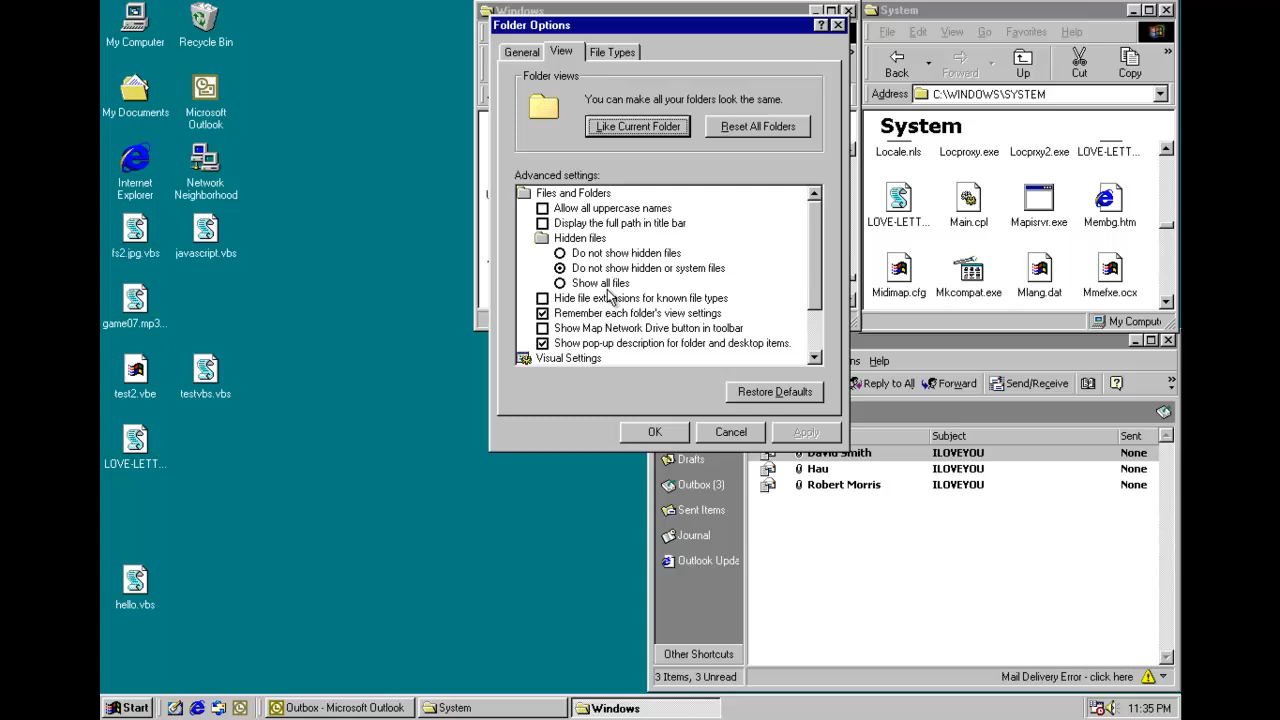 My Computer
Recycle Bin
My Documents
Microsoft
Outlook
Internet
Explorer
Network
Neighborhood
fs2.jpg.vbs
javascript.vbs
game07.mp3...
test2.vbe
testvbs.vbs
LOVE-LETT...
hello.vbs
Windows
Folder Options
General
View
File Types
Folder views
You can make all your folders look the same.
Like Current Folder
Reset All Folders
Advanced settings:
Files and Folders
Allow all uppercase names
Display the full path in title bar
Hidden files
Do not show hidden files
Do not show hidden or system files
Show all files
Hide file extensions for known file types
Remember each folder's view settings
Show Map Network Drive button in toolbar
Show pop-up description for folder and desktop items.
Visual Settings
Restore Defaults
OK
Cancel
Apply
System
File Edit View Go Favorites Help
Back
Forward
Up
Cut
Copy
Address
C:\WINDOWS\SYSTEM
System
Locale.nls Locproxy.exe Locprxy2.exe LOVE-LETT...
LOVE-LETT... Main.cpl Mapisrvr.exe Membg.htm
Midimap.cfg Mk​compat.exe Mlang.dat Mmefxe.ocx
My Compute
Help
Reply to All Forward Send/Receive
Subject Sent
David Smith ILOVEYOU None
Hau ILOVEYOU None
Robert Morris ILOVEYOU None
Drafts
Outbox (3)
Sent Items
Journal
Outlook Upda
Other Shortcuts
3 Items, 3 Unread
Mail Delivery Error - click here
Start
Outbox - Microsoft Outlook
System
Windows
11:35 PM